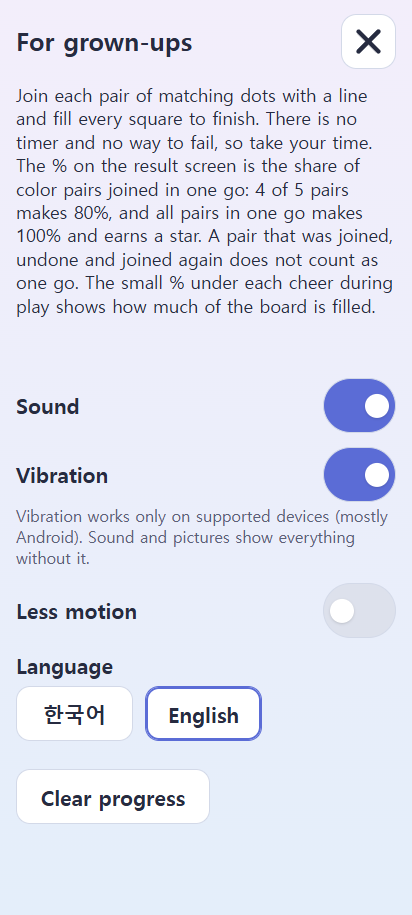 For grown-ups
Join each pair of matching dots with a line
and fill every square to finish. There is no
timer and no way to fail, so take your time.
The % on the result screen is the share of
color pairs joined in one go: 4 of 5 pairs
makes 80%, and all pairs in one go makes
100% and earns a star. A pair that was joined,
undone and joined again does not count as
one go. The small % under each cheer during
play shows how much of the board is filled.
Sound
Vibration
Vibration works only on supported devices (mostly
Android). Sound and pictures show everything
without it.
Less motion
Language
한국어 English
Clear progress